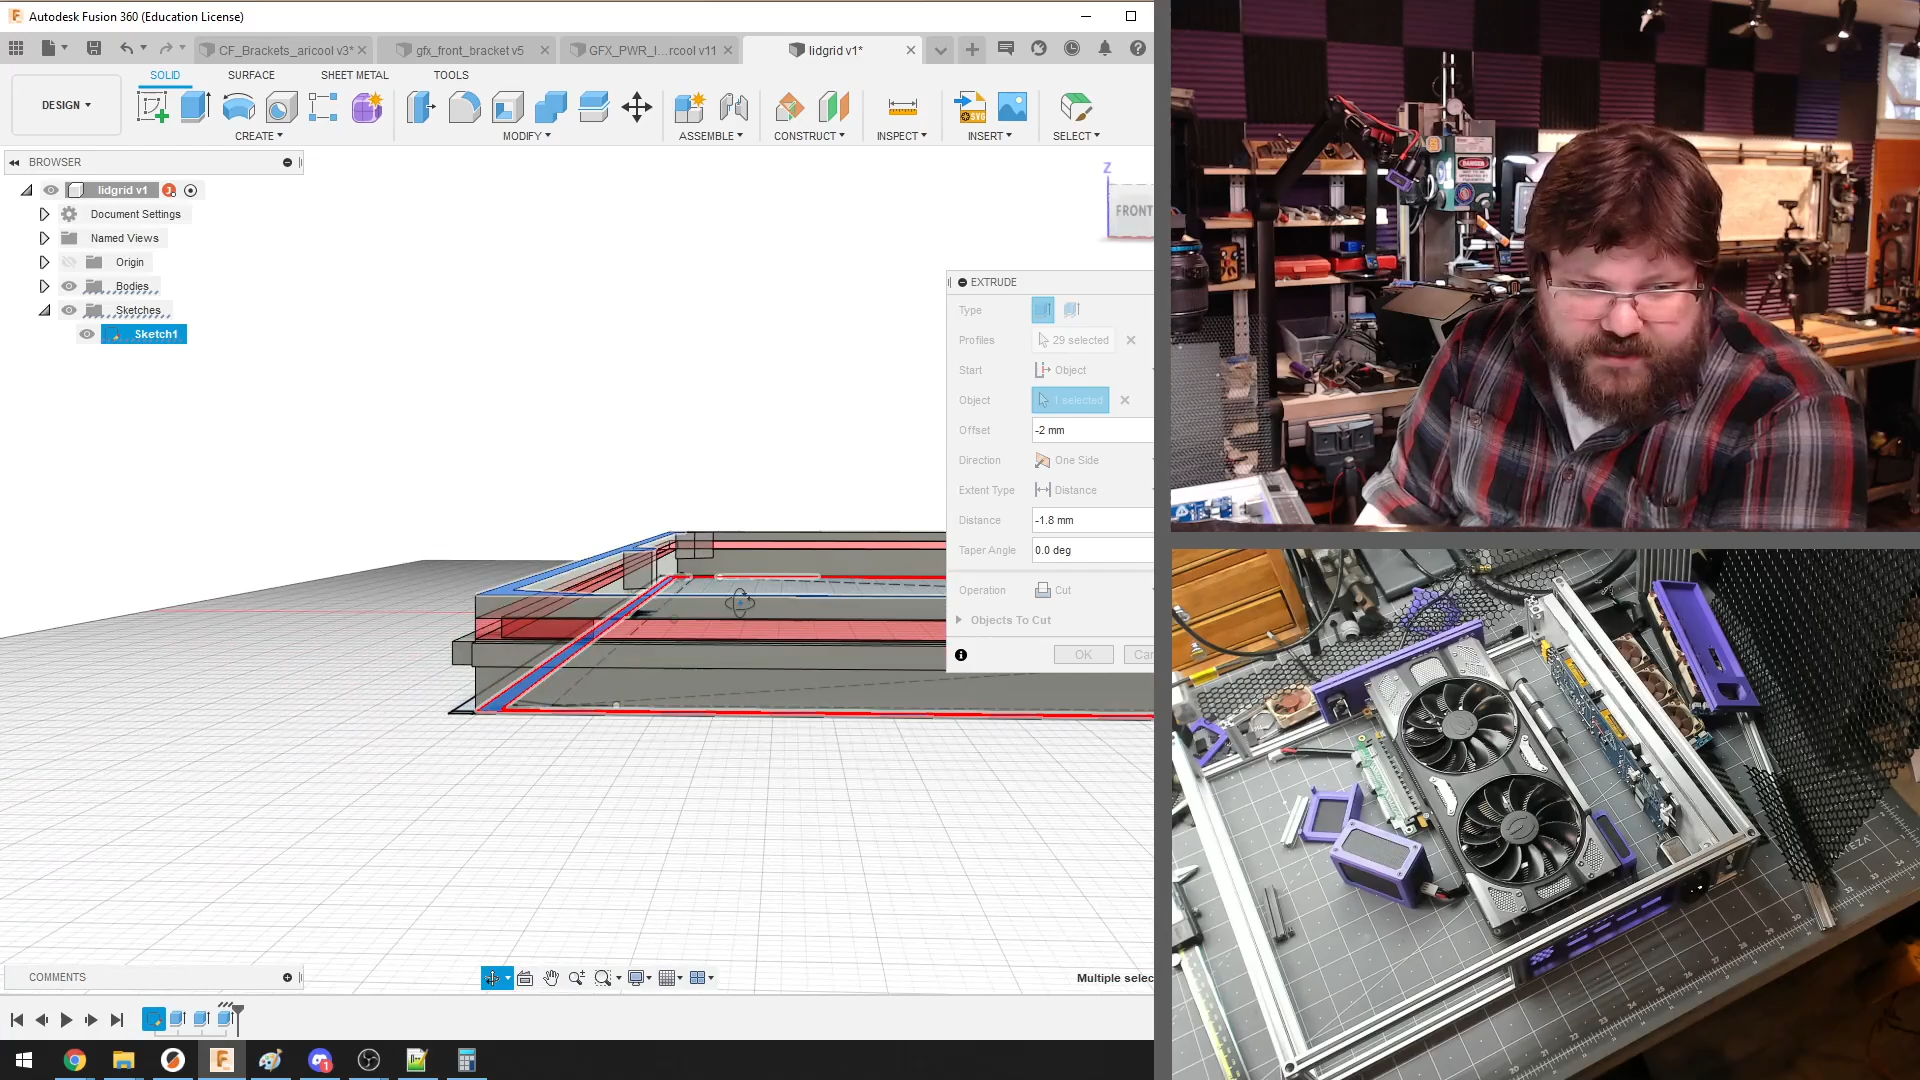 Autodesk Fusion 360 (Education License)
CF_Brackets_aricool v3*
gfx_front_bracket v5
GFX_PWR_I...rcool v11
lidgrid v1*
SOLID
SURFACE
SHEET METAL
TOOLS
DESIGN
CREATE
MODIFY
ASSEMBLE
CONSTRUCT
INSPECT
INSERT
SELECT
BROWSER
lidgrid v1
Document Settings
Named Views
Origin
Bodies
Sketches
Sketch1
Z
FRONT
EXTRUDE
Type
Profiles 29 selected
Start Object
Object 1 selected
Offset -2 mm
Direction One Side
Extent Type Distance
Distance -1.8 mm
Taper Angle 0.0 deg
Operation Cut
Objects To Cut
OK
Can
COMMENTS
Multiple selec
DANGER